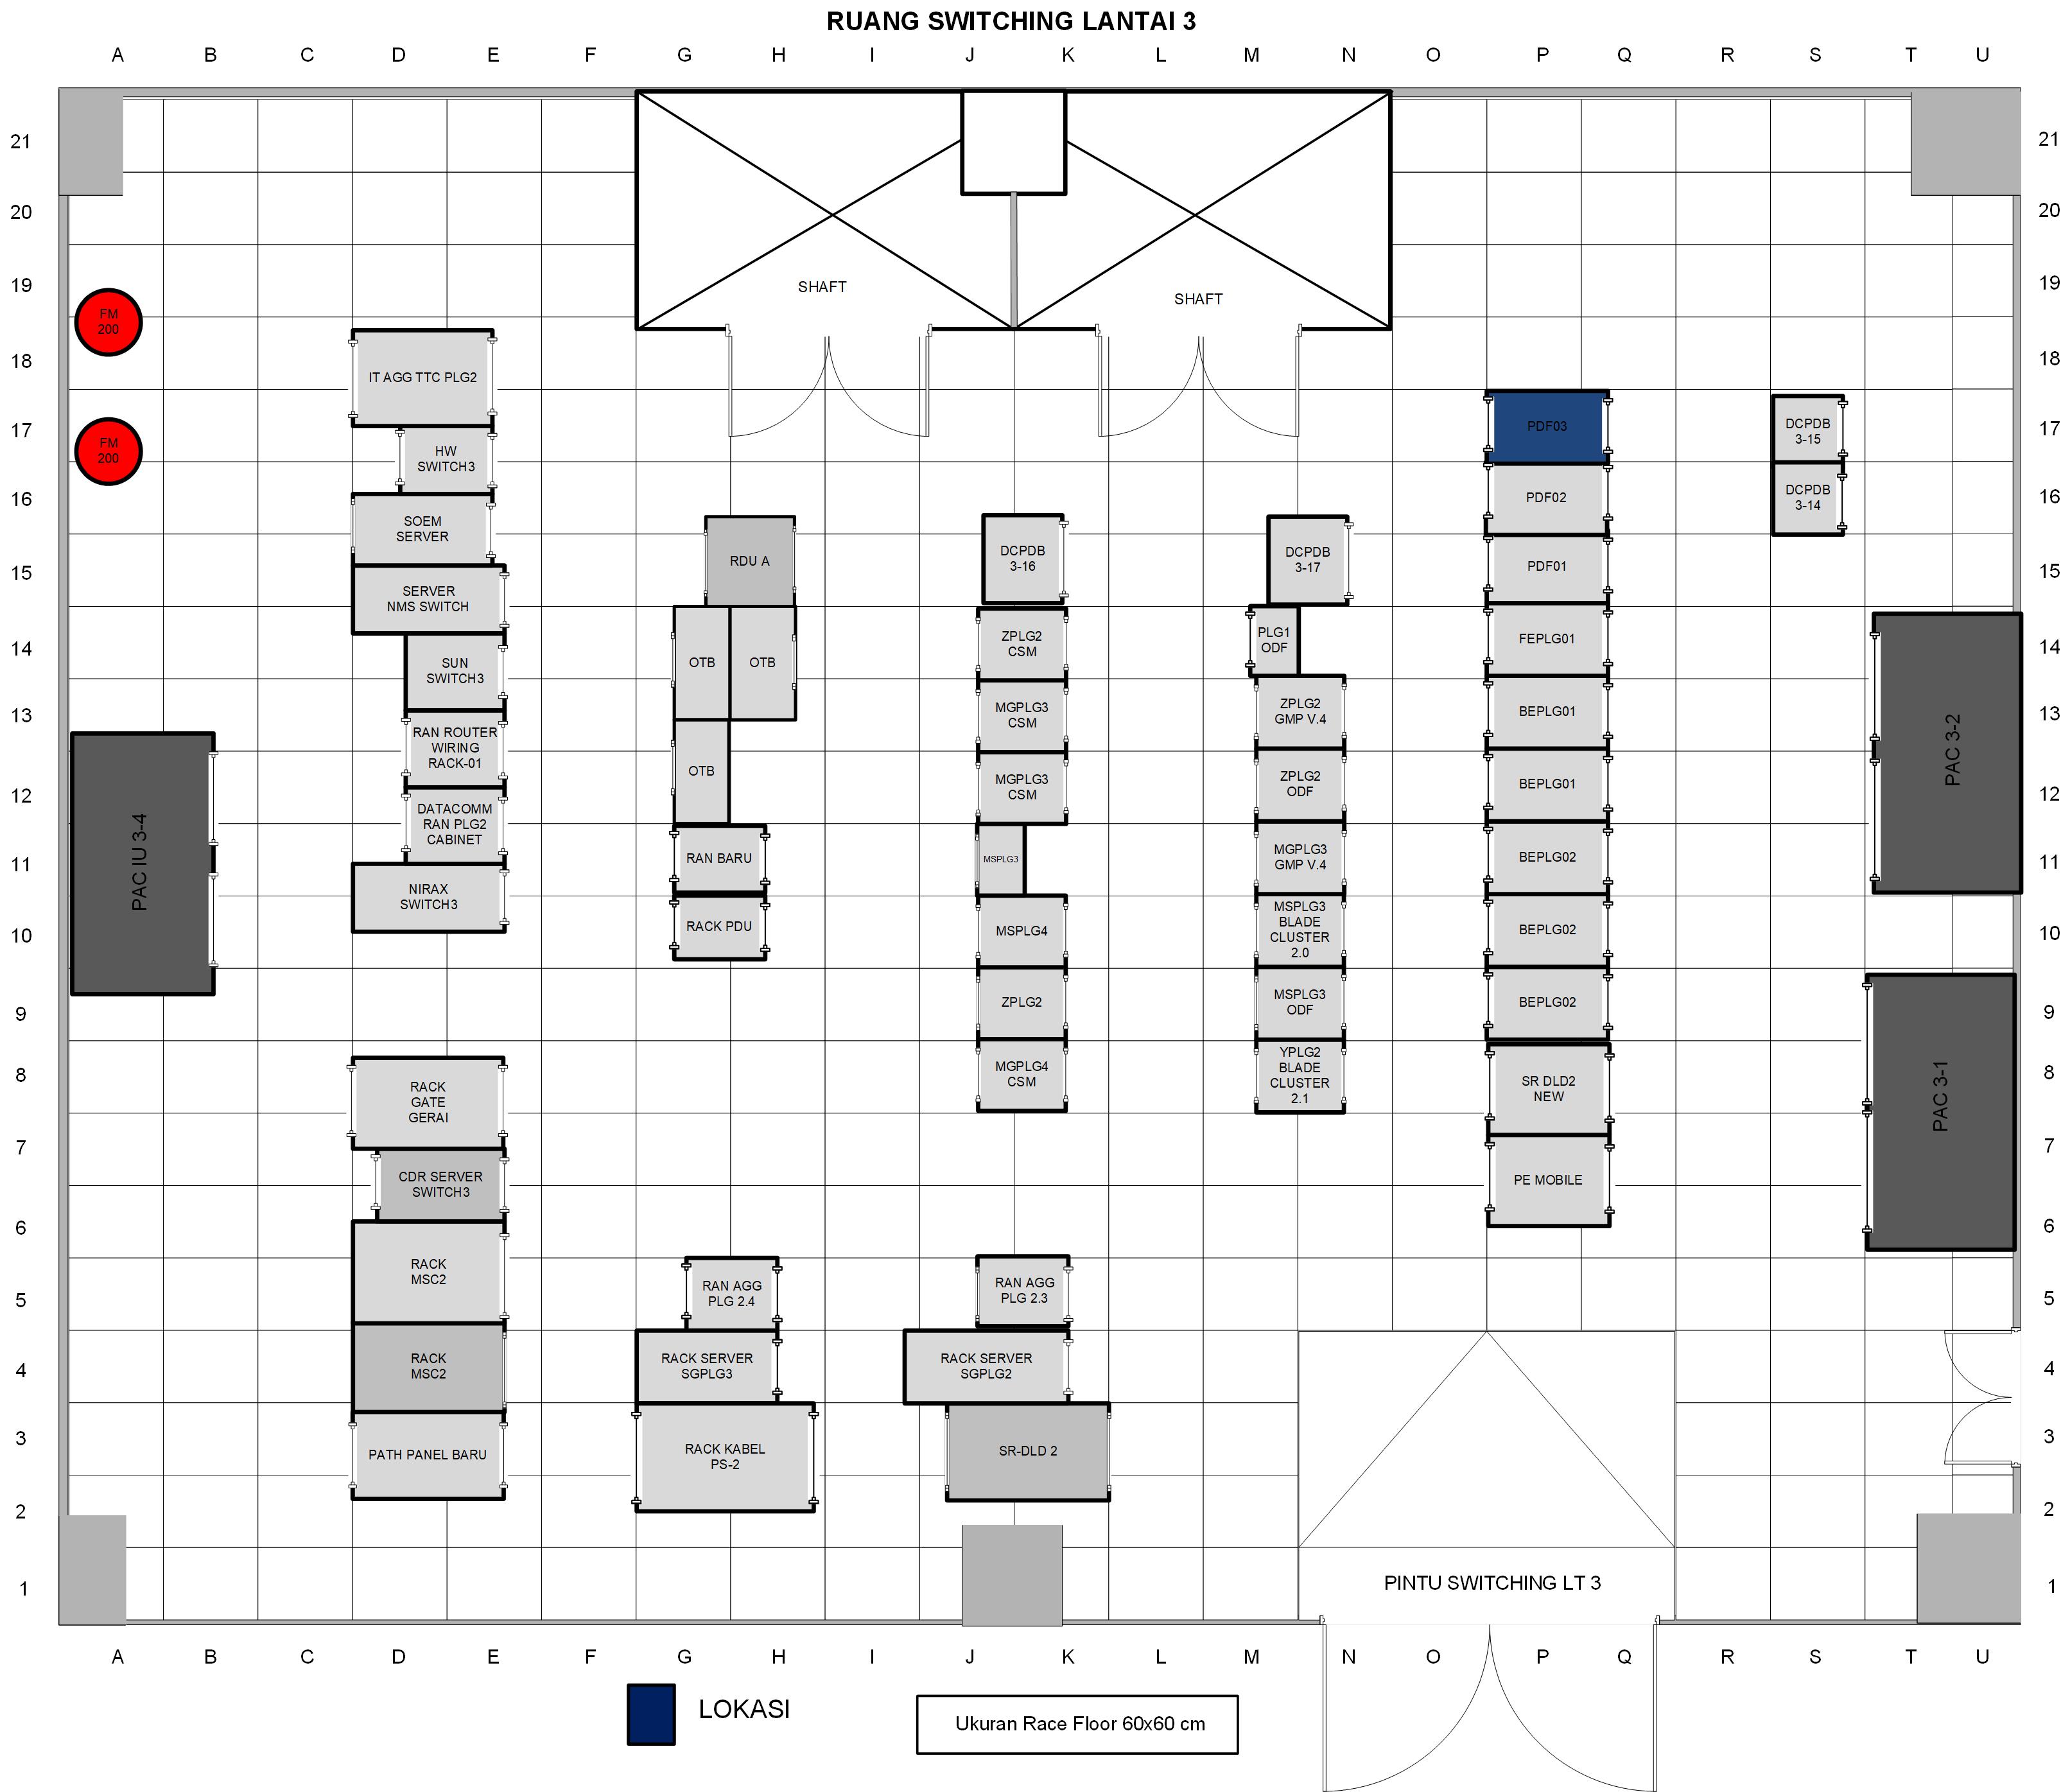 RUANG SWITCHING LANTAI 3
A B C D E F G H I J K L M N O P Q R S T U
21 21
20 20
19 19
SHAFT
SHAFT
FM
200
18 18
IT AGG TTC PLG2
17 17
FM
200
HW
SWITCH3
PDF03
DCPDB
3-15
16 16
SOEM
SERVER
PDF02
DCPDB
3-14
15 15
RDU A
DCPDB
3-16
DCPDB
3-17
PDF01
SERVER
NMS SWITCH
14 14
SUN
SWITCH3
OTB
OTB
ZPLG2
CSM
PLG1
ODF
FEPLG01
13 13
RAN ROUTER
WIRING
RACK-01
MGPLG3
CSM
ZPLG2
GMP V.4
BEPLG01
PAC 3-2
12 12
OTB
MGPLG3
CSM
ZPLG2
ODF
BEPLG01
DATACOMM
RAN PLG2
CABINET
11 11
PAC IU 3-4
RAN BARU
MSPLG3
MGPLG3
GMP V.4
BEPLG02
NIRAX
SWITCH3
10 10
RACK PDU
MSPLG4
MSPLG3
BLADE
CLUSTER
2.0
BEPLG02
9 9
ZPLG2
MSPLG3
ODF
BEPLG02
8 8
RACK
GATE
GERAI
MGPLG4
CSM
YPLG2
BLADE
CLUSTER
2.1
SR DLD2
NEW
PAC 3-1
7 7
CDR SERVER
SWITCH3
PE MOBILE
6 6
RACK
MSC2
5 5
RAN AGG
PLG 2.4
RAN AGG
PLG 2.3
4 4
RACK
MSC2
RACK SERVER
SGPLG3
RACK SERVER
SGPLG2
3 3
PATH PANEL BARU
RACK KABEL
PS-2
SR-DLD 2
2 2
1 1
PINTU SWITCHING LT 3
A B C D E F G H I J K L M N O P Q R S T U
LOKASI
Ukuran Race Floor 60x60 cm